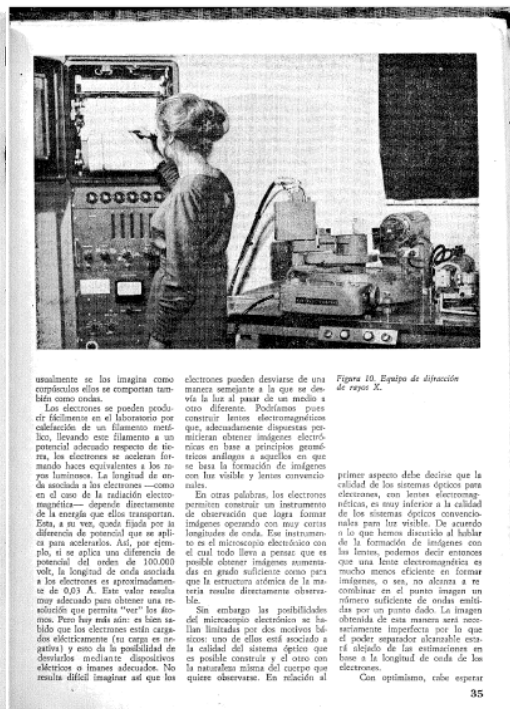 usualmente se los imagina como
corpúsculos ellos se comportan tam-
bién como ondas.
Los electrones se pueden produ-
cir fácilmente en el laboratorio por
calefacción de un filamento metá-
lico, llevando este filamento a un
potencial adecuado respecto de tie-
rra, los electrones se aceleran for-
mando haces equivalentes a los ra-
yos luminosos. La longitud de on-
da asociada a los electrones —como
en el caso de la radiación electro-
magnética— depende directamente
de la energía que ellos transportan.
Esta, a su vez, queda fijada por la
diferencia de potencial que se apli-
ca para acelerarlos. Así, por ejem-
plo, si se aplica una diferencia de
potencial del orden de 100.000
volt, la longitud de onda asociada
a los electrones es aproximadamen-
te de 0,03 Å. Este valor resulta
muy adecuado para obtener una re-
solución que permita "ver" los áto-
mos. Pero hay más aún: es bien sa-
bido que los electrones están carga-
dos eléctricamente (su carga es ne-
gativa) y esto da la posibilidad de
desviarlos mediante dispositivos
eléctricos o imanes adecuados. No
resulta difícil imaginar así que los
electrones pueden desviarse de una
manera semejante a la que se des-
vía la luz al pasar de un medio a
otro diferente. Podríamos pues
construir lentes electromagnéticos
que, adecuadamente dispuestas per-
mitieran obtener imágenes electró-
nicas en base a principios geomé-
tricos análogos a aquellos en que
se basa la formación de imágenes
con luz visible y lentes convencio-
nales.
En otras palabras, los electrones
permiten construir un instrumento
de observación que logra formar
imágenes operando con muy cortas
longitudes de onda. Ese instrumen-
to es el microscopio electrónico con
el cual todo lleva a pensar que es
posible obtener imágenes aumenta-
das en grado suficiente como para
que la estructura atómica de la ma-
teria resulte directamente observa-
ble.
Sin embargo las posibilidades
del microscopio electrónico se ha-
llan limitadas por dos motivos bá-
sicos: uno de ellos está asociado a
la calidad del sistema óptico que
es posible construir y el otro con
la naturaleza misma del cuerpo que
quiere observarse. En relación al
Figura 10. Equipo de difracción
de rayos X.
primer aspecto debe decirse que la
calidad de los sistemas ópticos para
electrones, con lentes electromag-
néticas, es muy inferior a la calidad
de los sistemas ópticos convencio-
nales para luz visible. De acuerdo
a lo que hemos discutido al hablar
de la formación de imágenes con
las lentes, podemos decir entonces
que una lente electromagnética es
mucho menos eficiente en formar
imágenes, o sea, no alcanza a re-
combinar en el punto imagen un
número suficiente de ondas emiti-
das por un punto dado. La imagen
obtenida de esta manera será nece-
sariamente imperfecta por lo que
el poder separador alcanzable esta-
rá alejado de las estimaciones en
base a la longitud de onda de los
electrones.
Con optimismo, cabe esperar
35